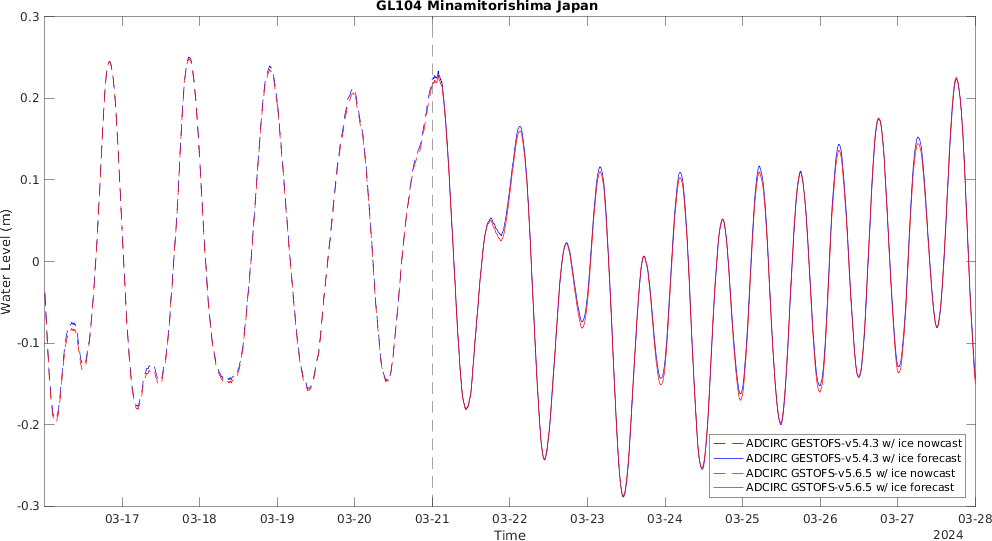 GL104 Minamitorishima Japan
0.3
0.2
0.1
0
-0.1
-0.2
-0.3
Water Level (m)
ADCIRC GESTOFS-v5.4.3 w/ ice nowcast
ADCIRC GESTOFS-v5.4.3 w/ ice forecast
ADCIRC GSTOFS-v5.6.5 w/ ice nowcast
ADCIRC GSTOFS-v5.6.5 w/ ice forecast
03-17 03-18 03-19 03-20 03-21 03-22 03-23 03-24 03-25 03-26 03-27 03-28
Time
2024